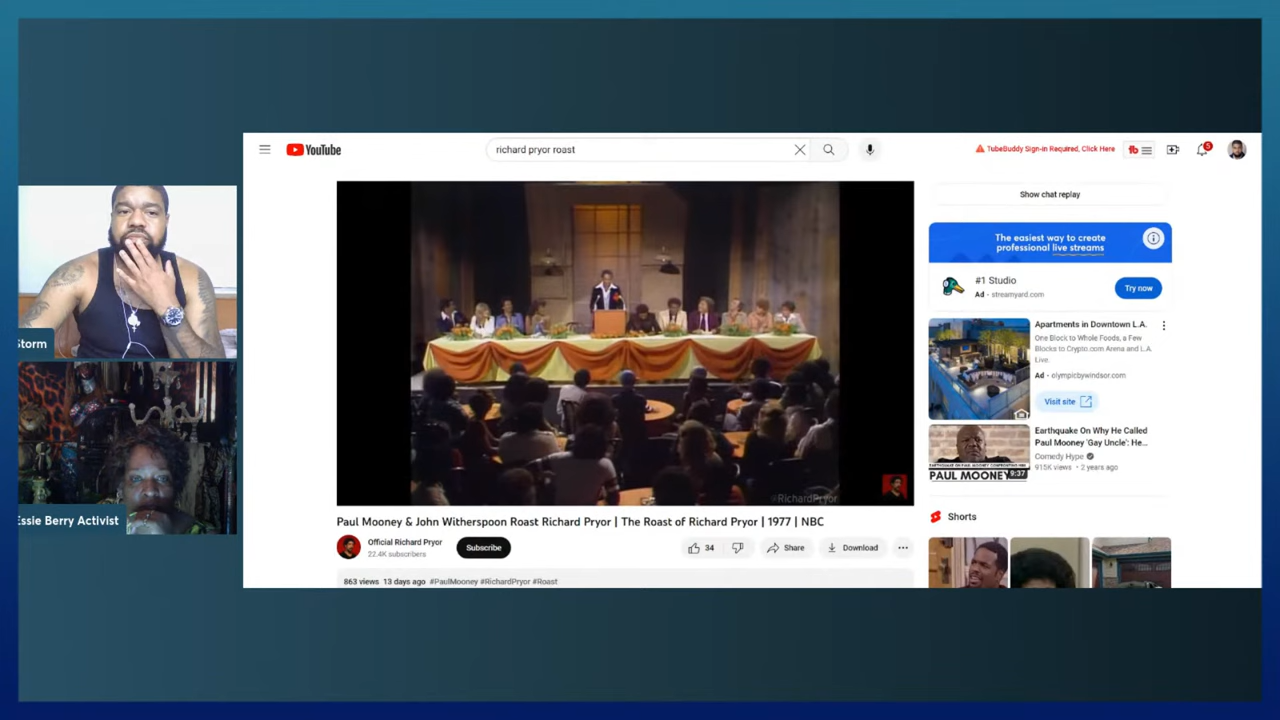 YouTube
richard pryor roast
TubeBuddy Sign-in Required, Click Here
tb
5
Show chat replay
The easiest way to create
professional live streams
#1 Studio
Ad · streamyard.com
Try now
Apartments in Downtown L.A.
One Block to Whole Foods, a Few
Blocks to Crypto.com Arena and L.A.
Live.
Ad · olympicbywindsor.com
Visit site
Earthquake On Why He Called
Paul Mooney 'Gay Uncle': He...
Comedy Hype
915K views · 2 years ago
PAUL MOONEY
9:37
Shorts
Storm
Essie Berry Activist
@RichardPryor
Paul Mooney & John Witherspoon Roast Richard Pryor | The Roast of Richard Pryor | 1977 | NBC
Official Richard Pryor
22.4K subscribers
Subscribe
34
Share
Download
863 views 13 days ago #PaulMooney #RichardPryor #Roast